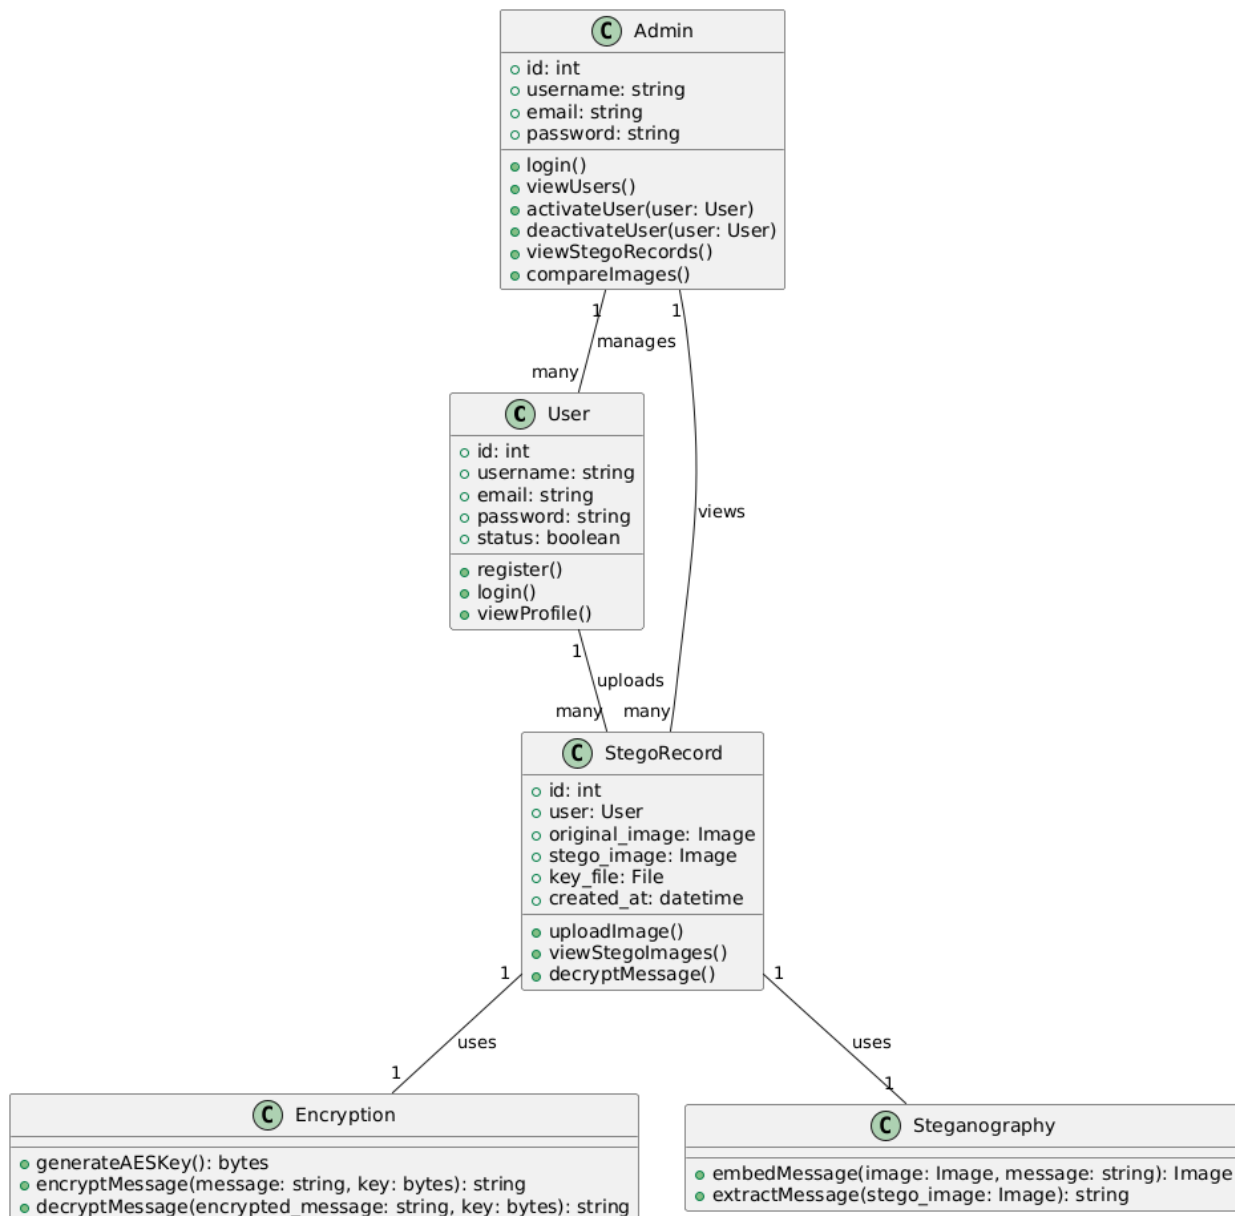 C Admin
id: int
username: string
email: string
password: string
login()
viewUsers()
activateUser(user: User)
deactivateUser(user: User)
viewStegoRecords()
compareImages()
1 1
manages
many
C User
id: int
username: string
email: string
password: string
status: boolean
register()
login()
viewProfile()
views
1
uploads
many many
C StegoRecord
id: int
user: User
original_image: Image
stego_image: Image
key_file: File
created_at: datetime
uploadImage()
viewStegoImages()
decryptMessage()
1 1
uses uses
1 1
C Encryption
generateAESKey(): bytes
encryptMessage(message: string, key: bytes): string
decryptMessage(encrypted_message: string, key: bytes): string
C Steganography
embedMessage(image: Image, message: string): Image
extractMessage(stego_image: Image): string